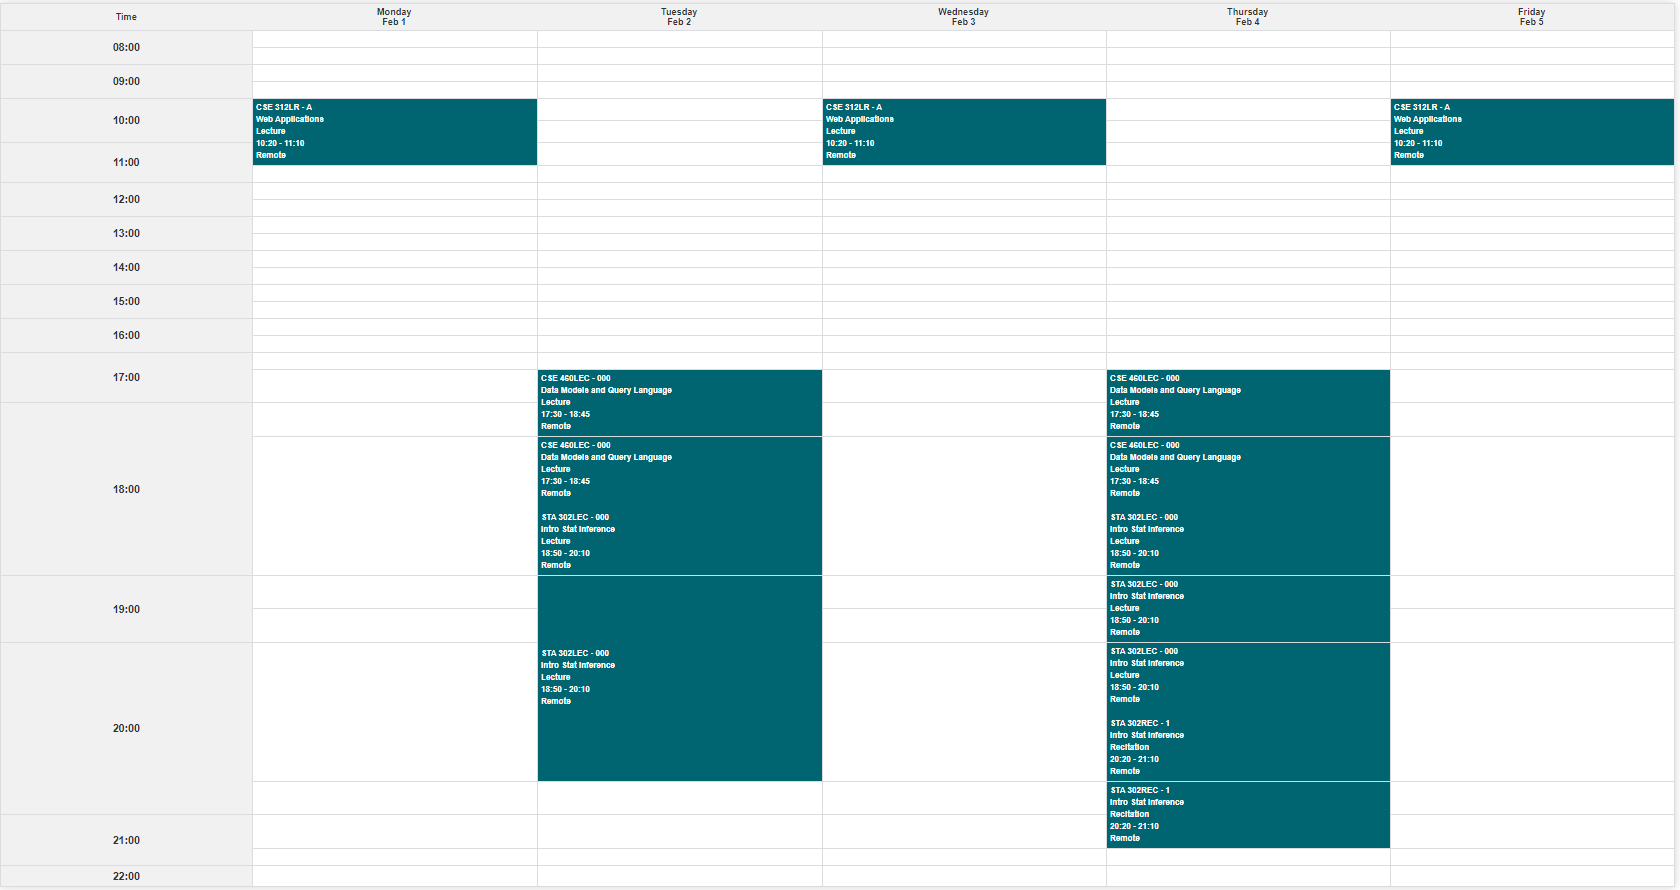 Time
Monday
Feb 1
Tuesday
Feb 2
Wednesday
Feb 3
Thursday
Feb 4
Friday
Feb 5
08:00
09:00
10:00
CSE 312LR - A
Web Applications
Lecture
10:20 - 11:10
Remote
CSE 312LR - A
Web Applications
Lecture
10:20 - 11:10
Remote
CSE 312LR - A
Web Applications
Lecture
10:20 - 11:10
Remote
11:00
12:00
13:00
14:00
15:00
16:00
17:00
CSE 460LEC - 000
Data Models and Query Language
Lecture
17:30 - 18:45
Remote
CSE 460LEC - 000
Data Models and Query Language
Lecture
17:30 - 18:45
Remote
18:00
CSE 460LEC - 000
Data Models and Query Language
Lecture
17:30 - 18:45
Remote
STA 302LEC - 000
Intro Stat Inference
Lecture
18:50 - 20:10
Remote
CSE 460LEC - 000
Data Models and Query Language
Lecture
17:30 - 18:45
Remote
STA 302LEC - 000
Intro Stat Inference
Lecture
18:50 - 20:10
Remote
19:00
STA 302LEC - 000
Intro Stat Inference
Lecture
18:50 - 20:10
Remote
STA 302LEC - 000
Intro Stat Inference
Lecture
18:50 - 20:10
Remote
20:00
STA 302LEC - 000
Intro Stat Inference
Lecture
18:50 - 20:10
Remote
STA 302REC - 1
Intro Stat Inference
Recitation
20:20 - 21:10
Remote
STA 302REC - 1
Intro Stat Inference
Recitation
20:20 - 21:10
Remote
21:00
22:00